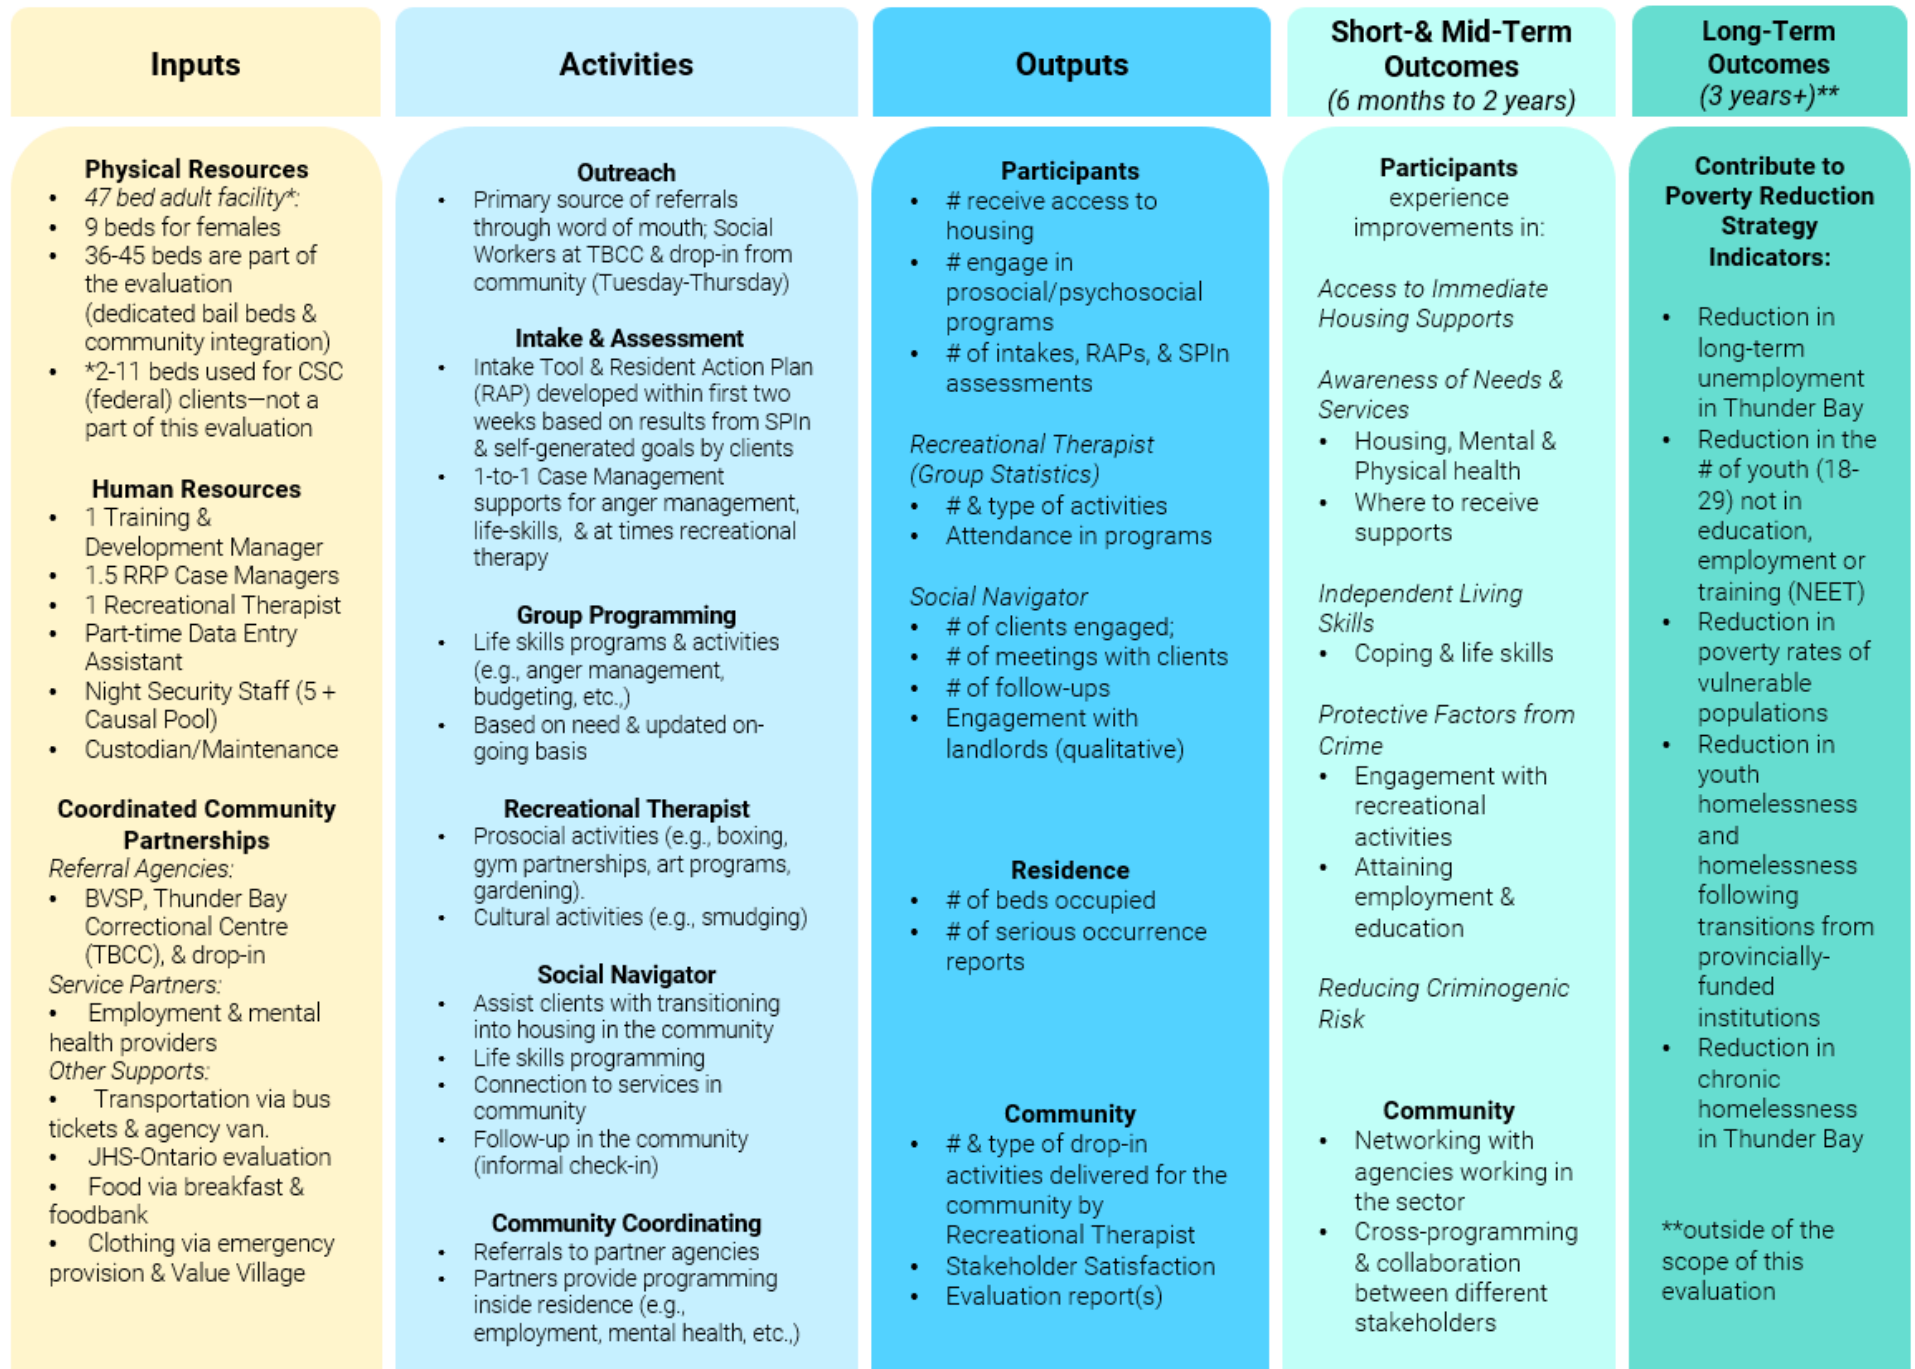 Inputs
Physical Resources
• 47 bed adult facility*:
• 9 beds for females
• 36-45 beds are part of
the evaluation
(dedicated bail beds &
community integration)
• *2-11 beds used for CSC
(federal) clients—not a
part of this evaluation
Human Resources
• 1 Training &
Development Manager
• 1.5 RRP Case Managers
• 1 Recreational Therapist
• Part-time Data Entry
Assistant
• Night Security Staff (5 +
Causal Pool)
• Custodian/Maintenance
Coordinated Community
Partnerships
Referral Agencies:
• BVSP, Thunder Bay
Correctional Centre
(TBCC), & drop-in
Service Partners:
• Employment & mental
health providers
Other Supports:
• Transportation via bus
tickets & agency van.
• JHS-Ontario evaluation
• Food via breakfast &
foodbank
• Clothing via emergency
provision & Value Village
Activities
Outreach
• Primary source of referrals
through word of mouth; Social
Workers at TBCC & drop-in from
community (Tuesday-Thursday)
Intake & Assessment
• Intake Tool & Resident Action Plan
(RAP) developed within first two
weeks based on results from SPIn
& self-generated goals by clients
• 1-to-1 Case Management
supports for anger management,
life-skills, & at times recreational
therapy
Group Programming
• Life skills programs & activities
(e.g., anger management,
budgeting, etc.,)
• Based on need & updated on-
going basis
Recreational Therapist
• Prosocial activities (e.g., boxing,
gym partnerships, art programs,
gardening).
• Cultural activities (e.g., smudging)
Social Navigator
• Assist clients with transitioning
into housing in the community
• Life skills programming
• Connection to services in
community
• Follow-up in the community
(informal check-in)
Community Coordinating
• Referrals to partner agencies
• Partners provide programming
inside residence (e.g.,
employment, mental health, etc.,)
Outputs
Participants
• # receive access to
housing
• # engage in
prosocial/psychosocial
programs
• # of intakes, RAPs, & SPIn
assessments
Recreational Therapist
(Group Statistics)
• # & type of activities
• Attendance in programs
Social Navigator
• # of clients engaged;
• # of meetings with clients
• # of follow-ups
• Engagement with
landlords (qualitative)
Residence
• # of beds occupied
• # of serious occurrence
reports
Community
• # & type of drop-in
activities delivered for the
community by
Recreational Therapist
• Stakeholder Satisfaction
• Evaluation report(s)
Short-& Mid-Term
Outcomes
(6 months to 2 years)
Participants
experience
improvements in:
Access to Immediate
Housing Supports
Awareness of Needs &
Services
• Housing, Mental &
Physical health
• Where to receive
supports
Independent Living
Skills
• Coping & life skills
Protective Factors from
Crime
• Engagement with
recreational
activities
• Attaining
employment &
education
Reducing Criminogenic
Risk
Community
• Networking with
agencies working in
the sector
• Cross-programming
& collaboration
between different
stakeholders
Long-Term
Outcomes
(3 years+)**
Contribute to
Poverty Reduction
Strategy
Indicators:
• Reduction in
long-term
unemployment
in Thunder Bay
• Reduction in the
# of youth (18-
29) not in
education,
employment or
training (NEET)
• Reduction in
poverty rates of
vulnerable
populations
• Reduction in
youth
homelessness
and
homelessness
following
transitions from
provincially-
funded
institutions
• Reduction in
chronic
homelessness
in Thunder Bay
**outside of the
scope of this
evaluation